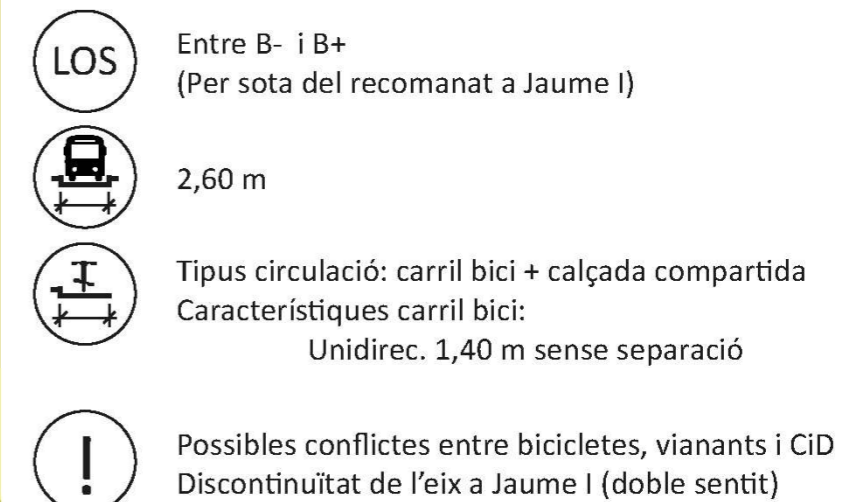 LOS
Entre B- i B+
(Per sota del recomanat a Jaume I)
2,60 m
Tipus circulació: carril bici + calçada compartida
Característiques carril bici:
Unidirec. 1,40 m sense separació
!
Possibles conflictes entre bicicletes, vianants i CiD
Discontinuïtat de l’eix a Jaume I (doble sentit)